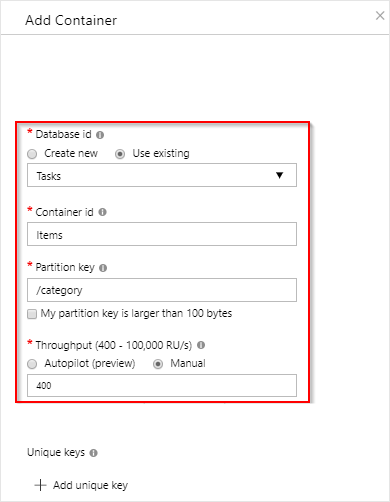 Add Container
* Database id
Create new Use existing
Tasks
* Container id
Items
* Partition key
/category
My partition key is larger than 100 bytes
* Throughput (400 - 100,000 RU/s)
Autopilot (preview) Manual
400
Unique keys
+ Add unique key